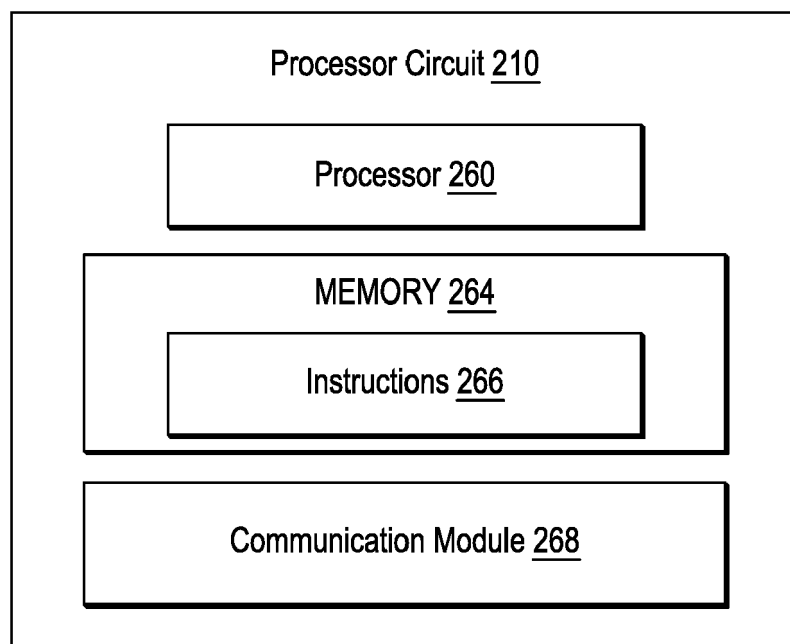 Processor Circuit 210
Processor 260
MEMORY 264
Instructions 266
Communication Module 268